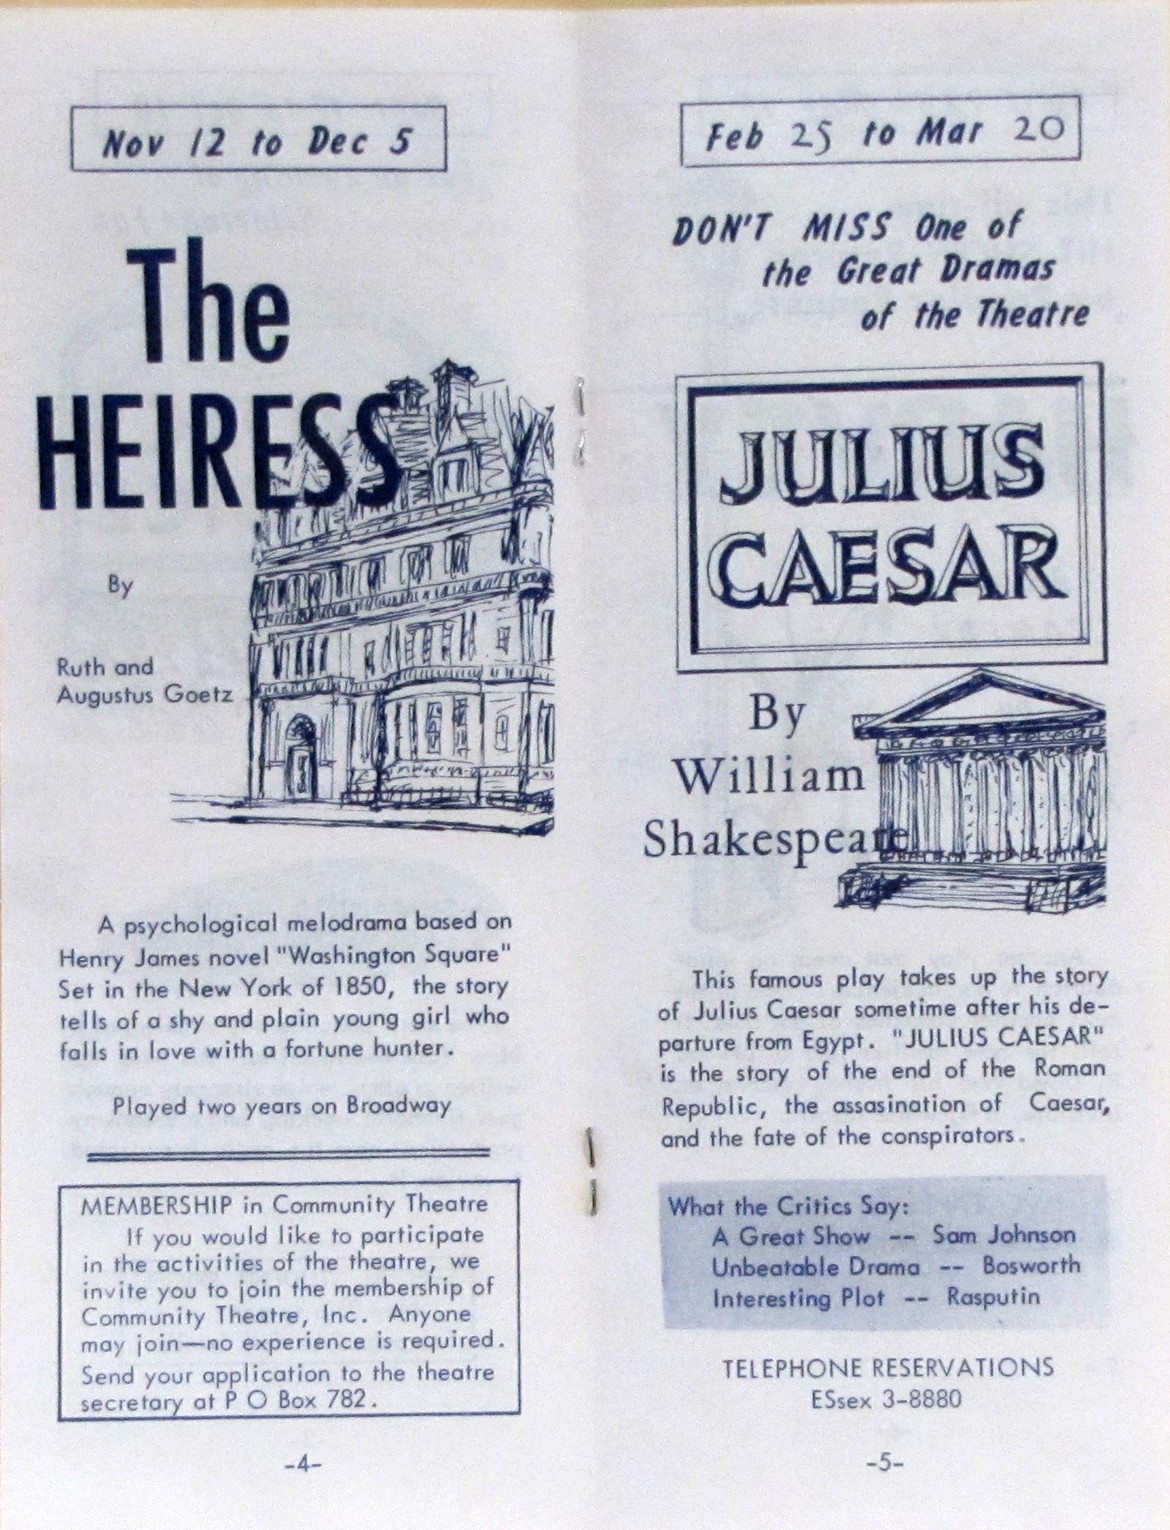 Nov 12 to Dec 5
The
HEIRESS
By
Ruth and
Augustus Goetz
A psychological melodrama based on
Henry James novel "Washington Square"
Set in the New York of 1850, the story
tells of a shy and plain young girl who
falls in love with a fortune hunter.
Played two years on Broadway
MEMBERSHIP in Community Theatre
If you would like to participate
in the activities of the theatre, we
invite you to join the membership of
Community Theatre, Inc. Anyone
may join—no experience is required.
Send your application to the theatre
secretary at P O Box 782.
-4-
Feb 25 to Mar 20
DON'T MISS One of
the Great Dramas
of the Theatre
JULIUS
CAESAR
By
William
Shakespeare
This famous play takes up the story
of Julius Caesar sometime after his de-
parture from Egypt. "JULIUS CAESAR"
is the story of the end of the Roman
Republic, the assasination of Caesar,
and the fate of the conspirators.
What the Critics Say:
A Great Show -- Sam Johnson
Unbeatable Drama -- Bosworth
Interesting Plot -- Rasputin
TELEPHONE RESERVATIONS
ESsex 3-8880
-5-